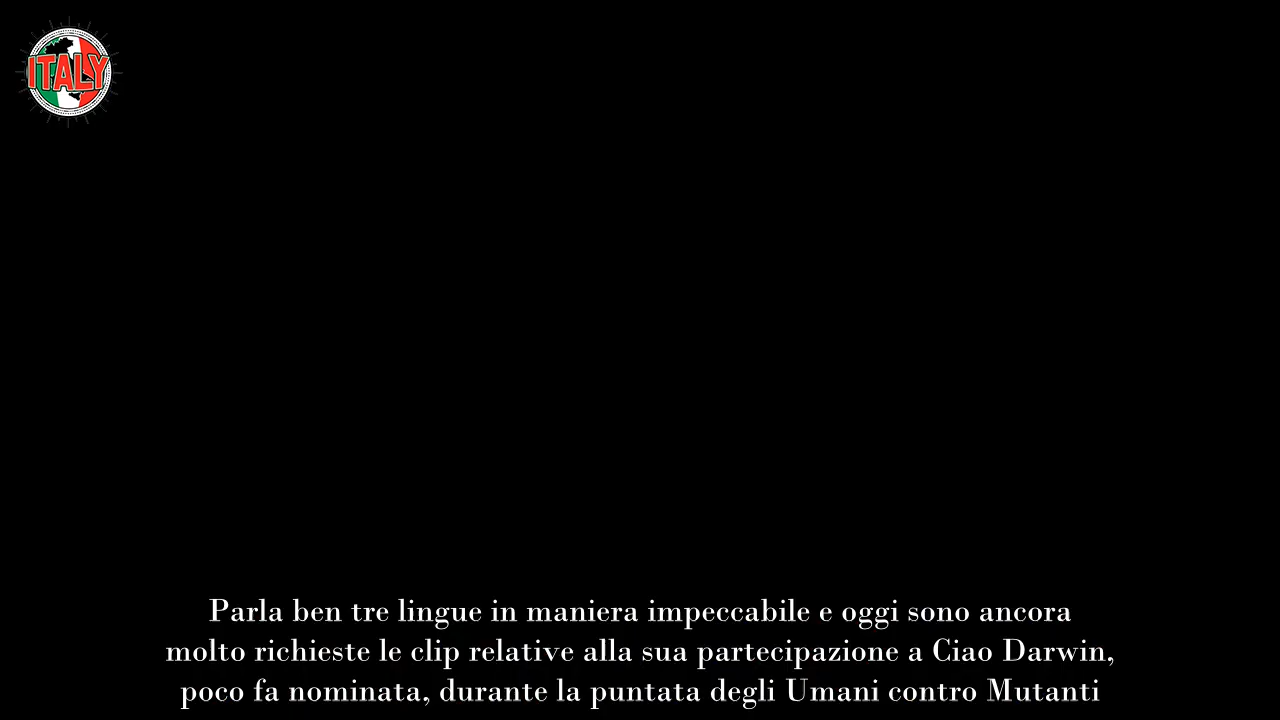 ITALY
Parla ben tre lingue in maniera impeccabile e oggi sono ancora
molto richieste le clip relative alla sua partecipazione a Ciao Darwin,
poco fa nominata, durante la puntata degli Umani contro Mutanti